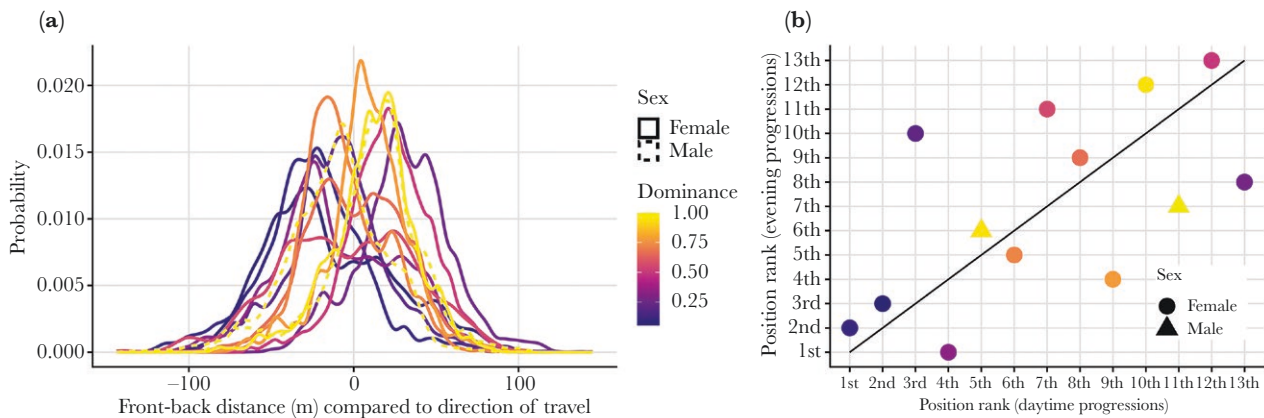 (a)
0.020
0.015
0.010
0.005
0.000
Probability
−100 0 100
Front-back distance (m) compared to direction of travel
Sex
Female
Male
Dominance
1.00
0.75
0.50
0.25
(b)
13th
12th
11th
10th
9th
8th
7th
6th
5th
4th
3rd
2nd
1st
Position rank (evening progressions)
Sex
Female
Male
1st 2nd 3rd 4th 5th 6th 7th 8th 9th 10th 11th 12th 13th
Position rank (daytime progressions)